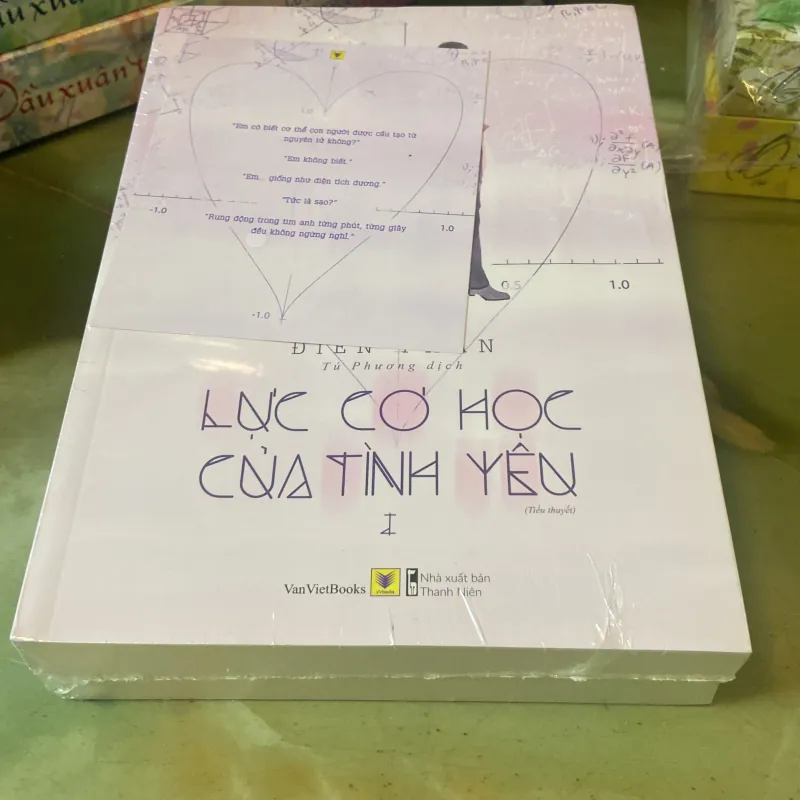 "Em có biết cơ thể con người được cấu tạo từ
nguyên tử không?"
"Em không biết."
"Em... giống như điện tích dương."
"Tức là sao?"
"Rung động trong tim anh từng phút, từng giây
đều không ngừng nghỉ."
1.0
-1.0
1.0
-1.0
0.5
1.0
Tú Phương dịch
LỰC CƠ HỌC
CỦA TÌNH YÊU
(Tiểu thuyết)
I
VanVietBooks
Nhà xuất bản
Thanh Niên